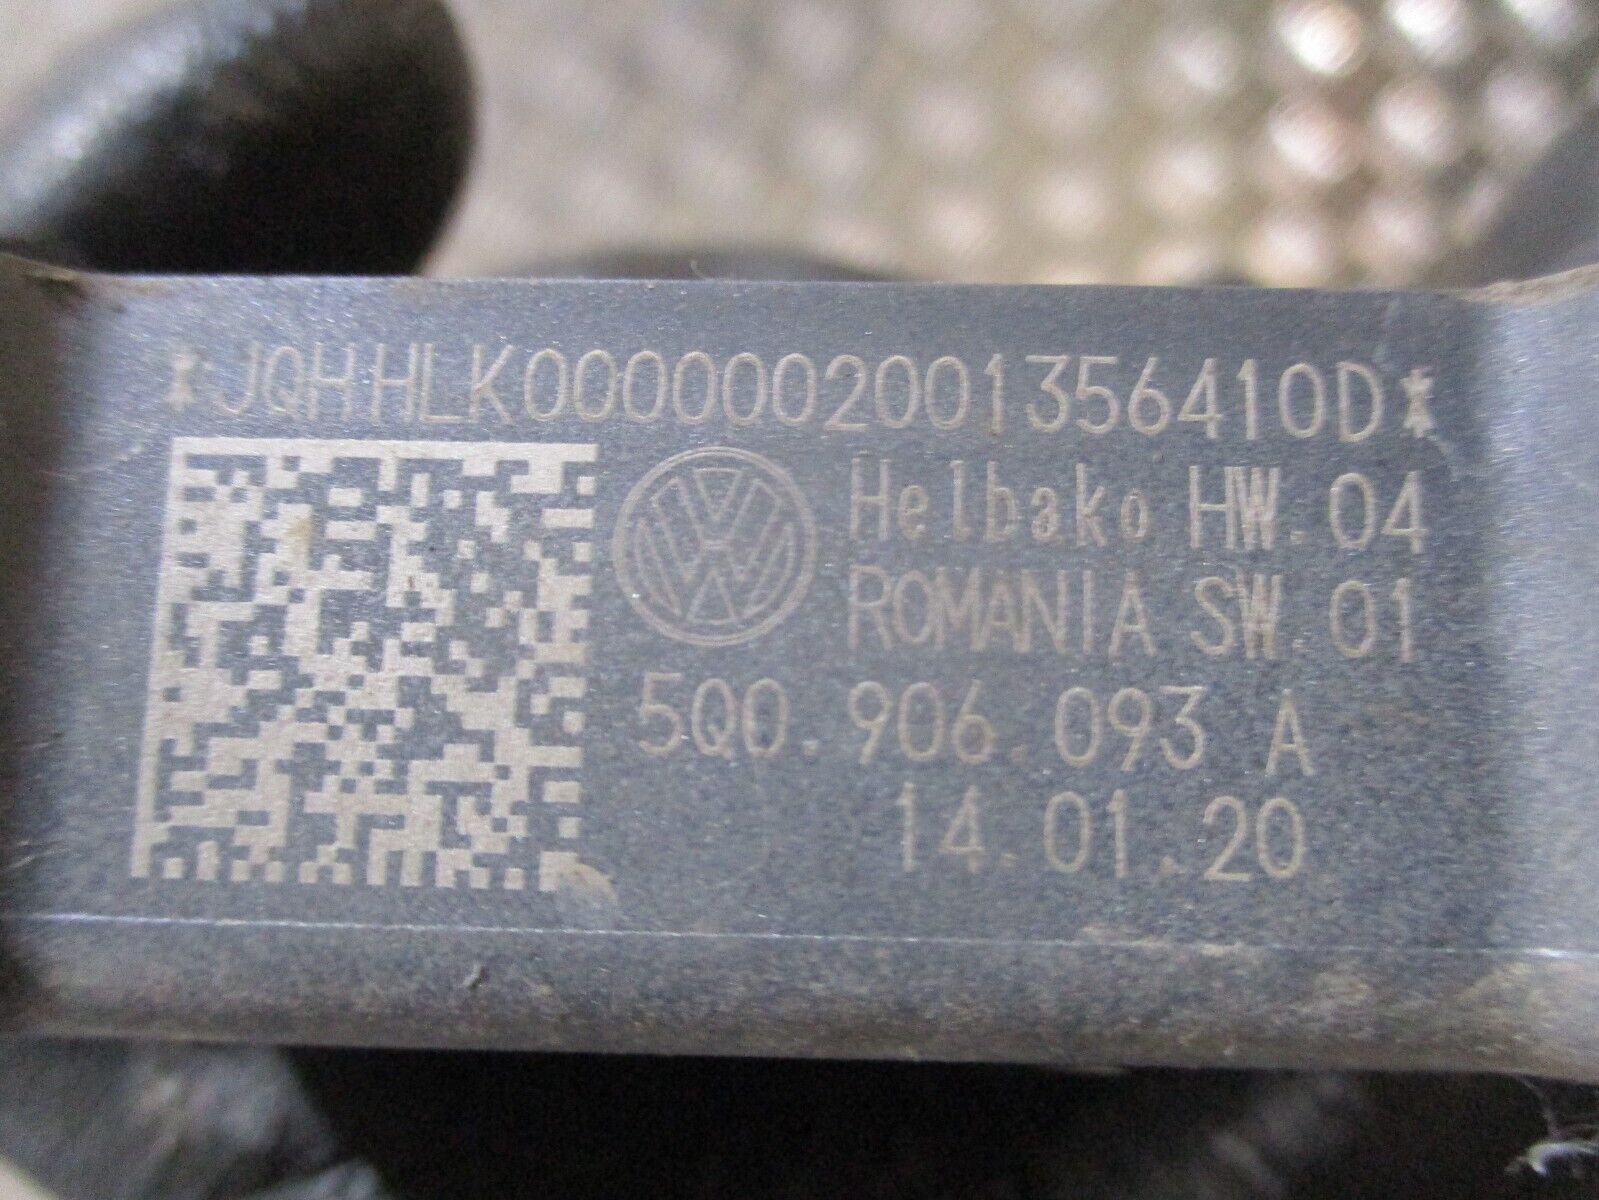 *JQHHLK0000002001356410D*
Helbako HW.04
ROMANIA SW.01
5Q0.906.093 A
14.01.20